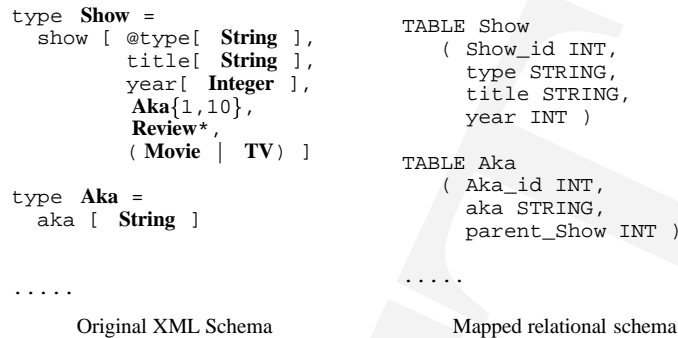 type Show =
show [ @type[ String ],
title[ String ],
year[ Integer ],
Aka{1,10},
Review*,
( Movie | TV) ]
type Aka =
aka [ String ]
.....
Original XML Schema
TABLE Show
( Show_id INT,
type STRING,
title STRING,
year INT )
TABLE Aka
( Aka_id INT,
aka STRING,
parent_Show INT )
.....
Mapped relational schema